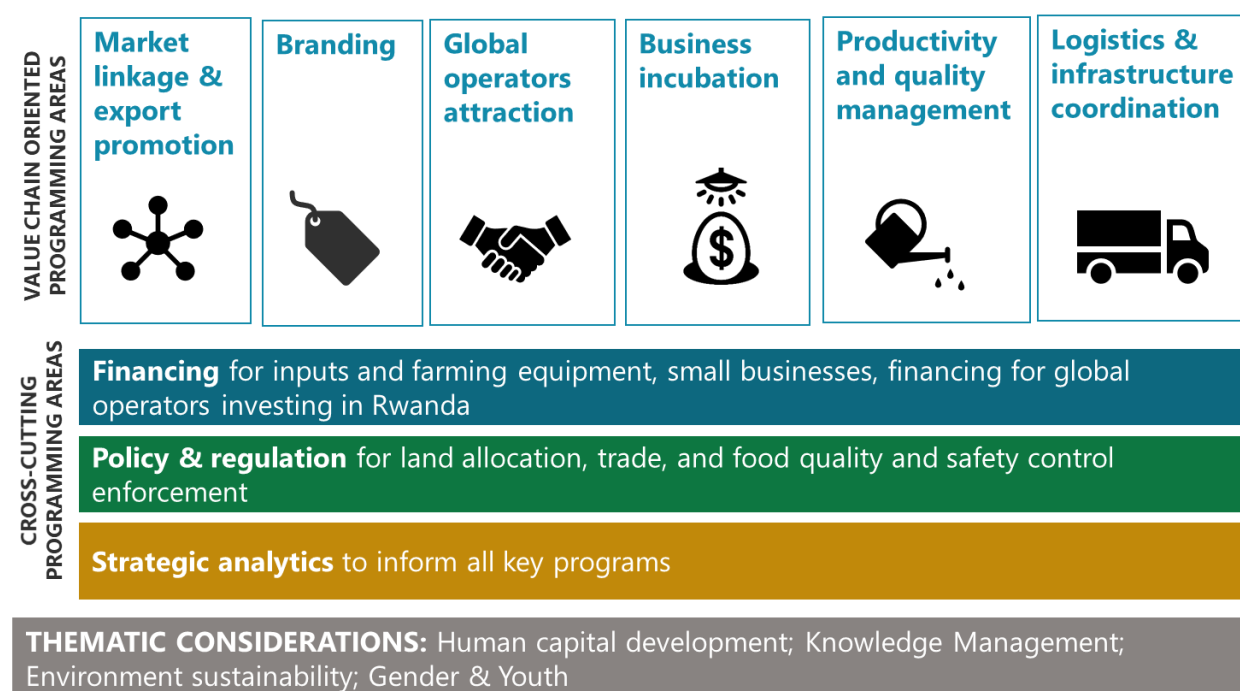 VALUE CHAIN ORIENTED
PROGRAMMING AREAS
Market
linkage &
export
promotion
Branding
Global
operators
attraction
Business
incubation
$
Productivity
and quality
management
Logistics &
infrastructure
coordination
CROSS-CUTTING
PROGRAMMING AREAS
Financing for inputs and farming equipment, small businesses, financing for global
operators investing in Rwanda
Policy & regulation for land allocation, trade, and food quality and safety control
enforcement
Strategic analytics to inform all key programs
THEMATIC CONSIDERATIONS: Human capital development; Knowledge Management;
Environment sustainability; Gender & Youth